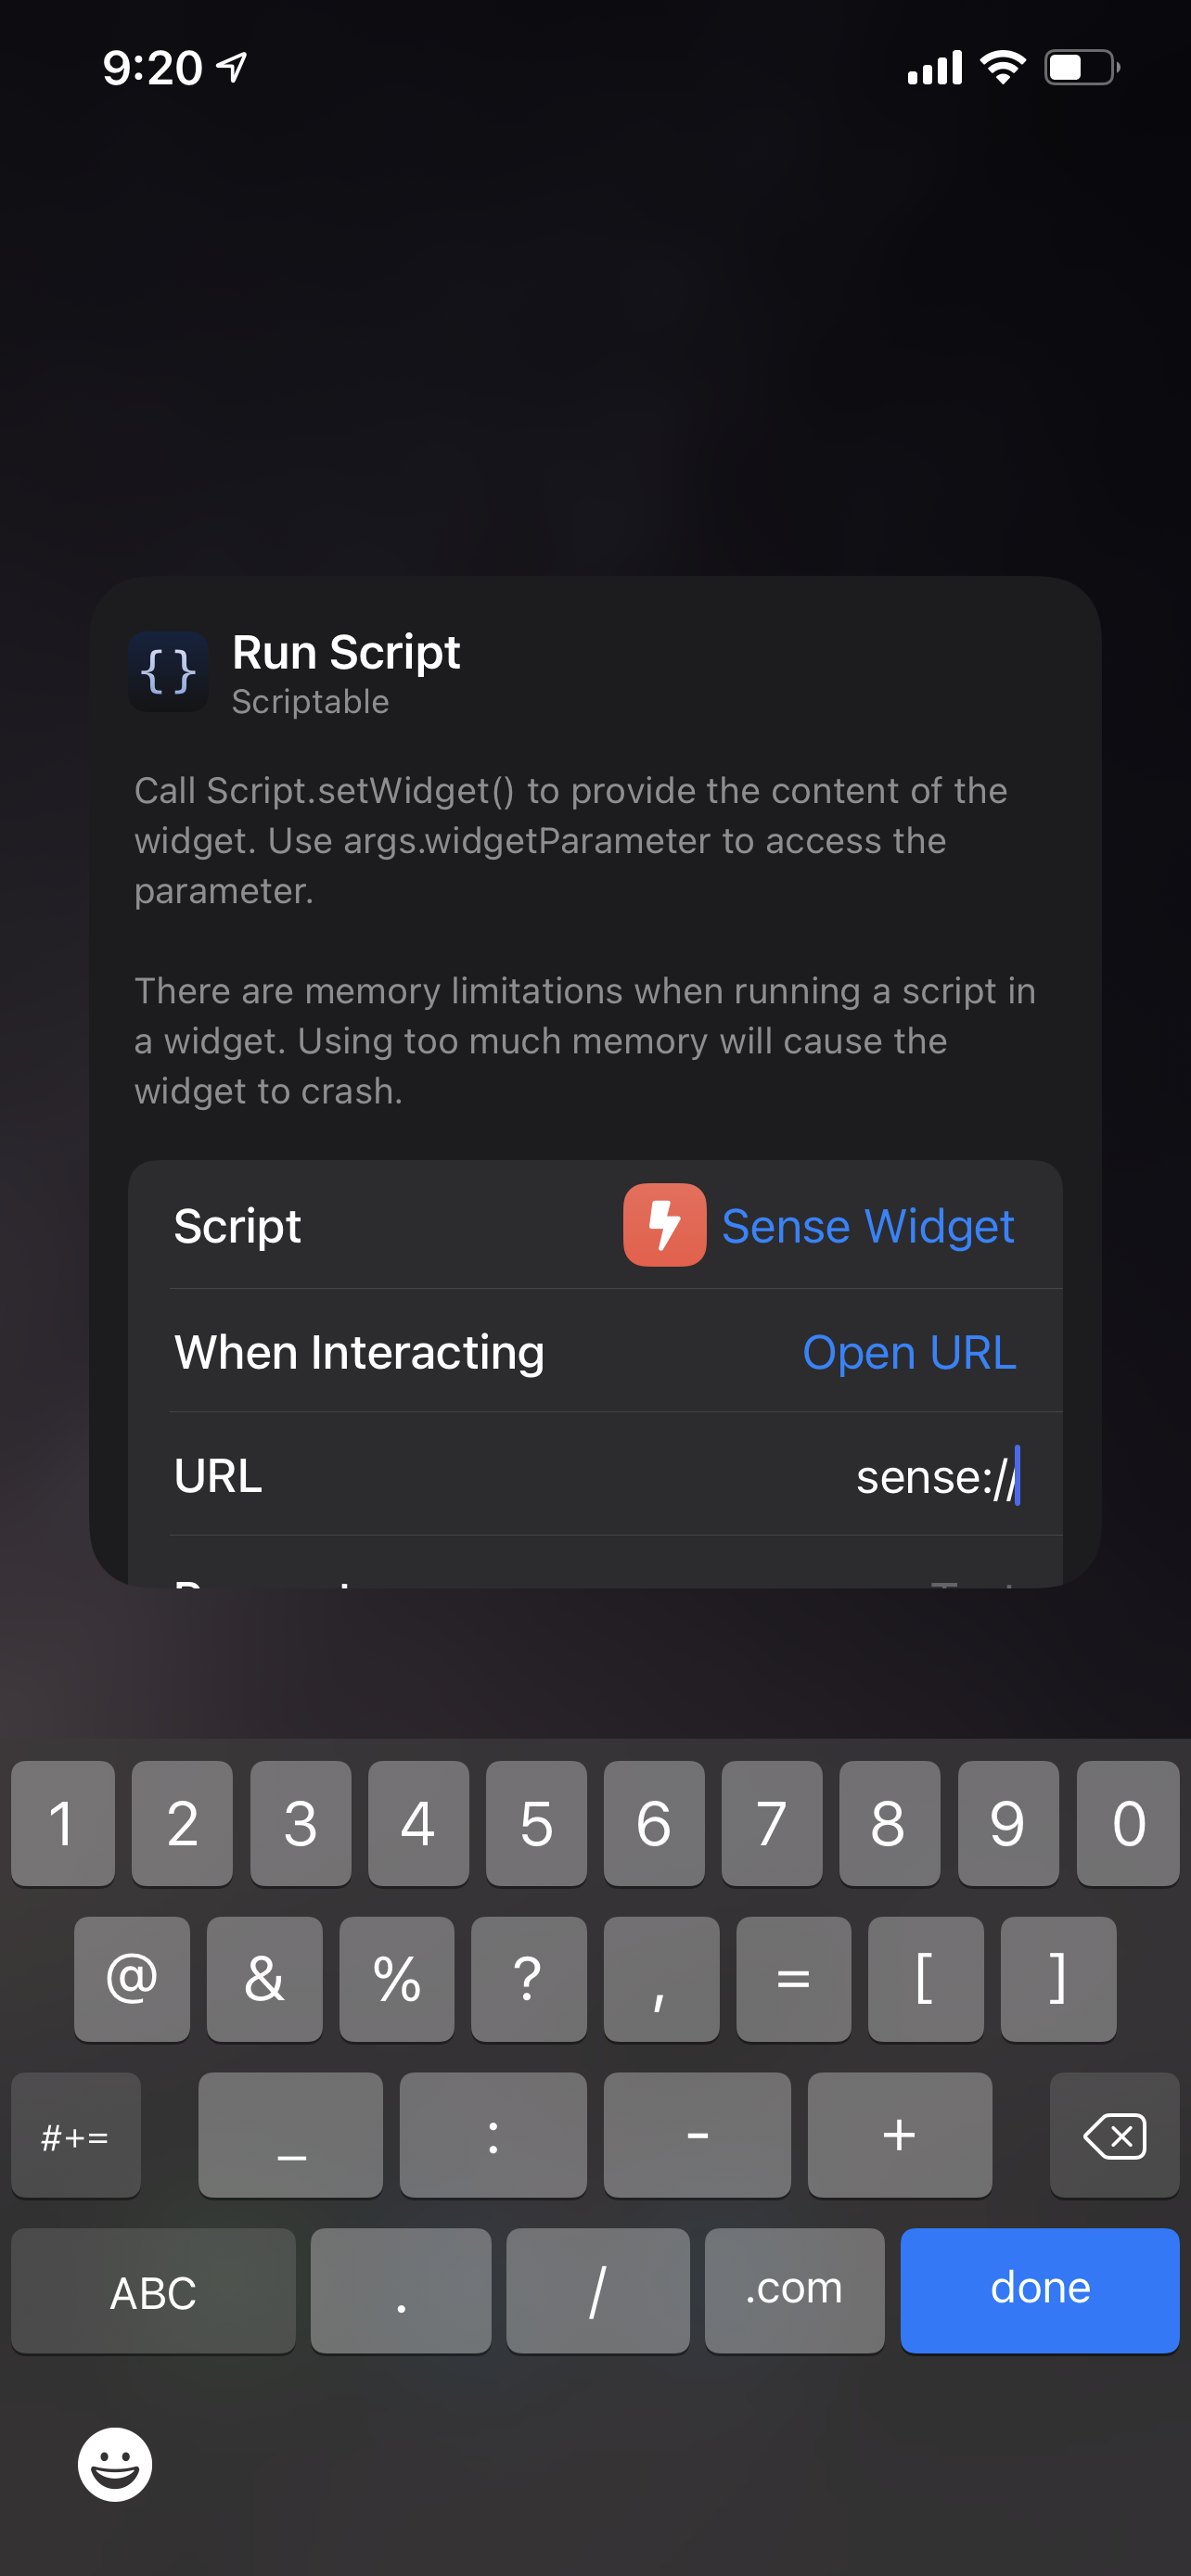 9:20
{}
Run Script
Scriptable
Call Script.setWidget() to provide the content of the
widget. Use args.widgetParameter to access the
parameter.
There are memory limitations when running a script in
a widget. Using too much memory will cause the
widget to crash.
Script Sense Widget
When Interacting Open URL
URL sense://
1 2 3 4 5 6 7 8 9 0
@ & % ? , = [ ]
#+= _ : - +
ABC . / .com done